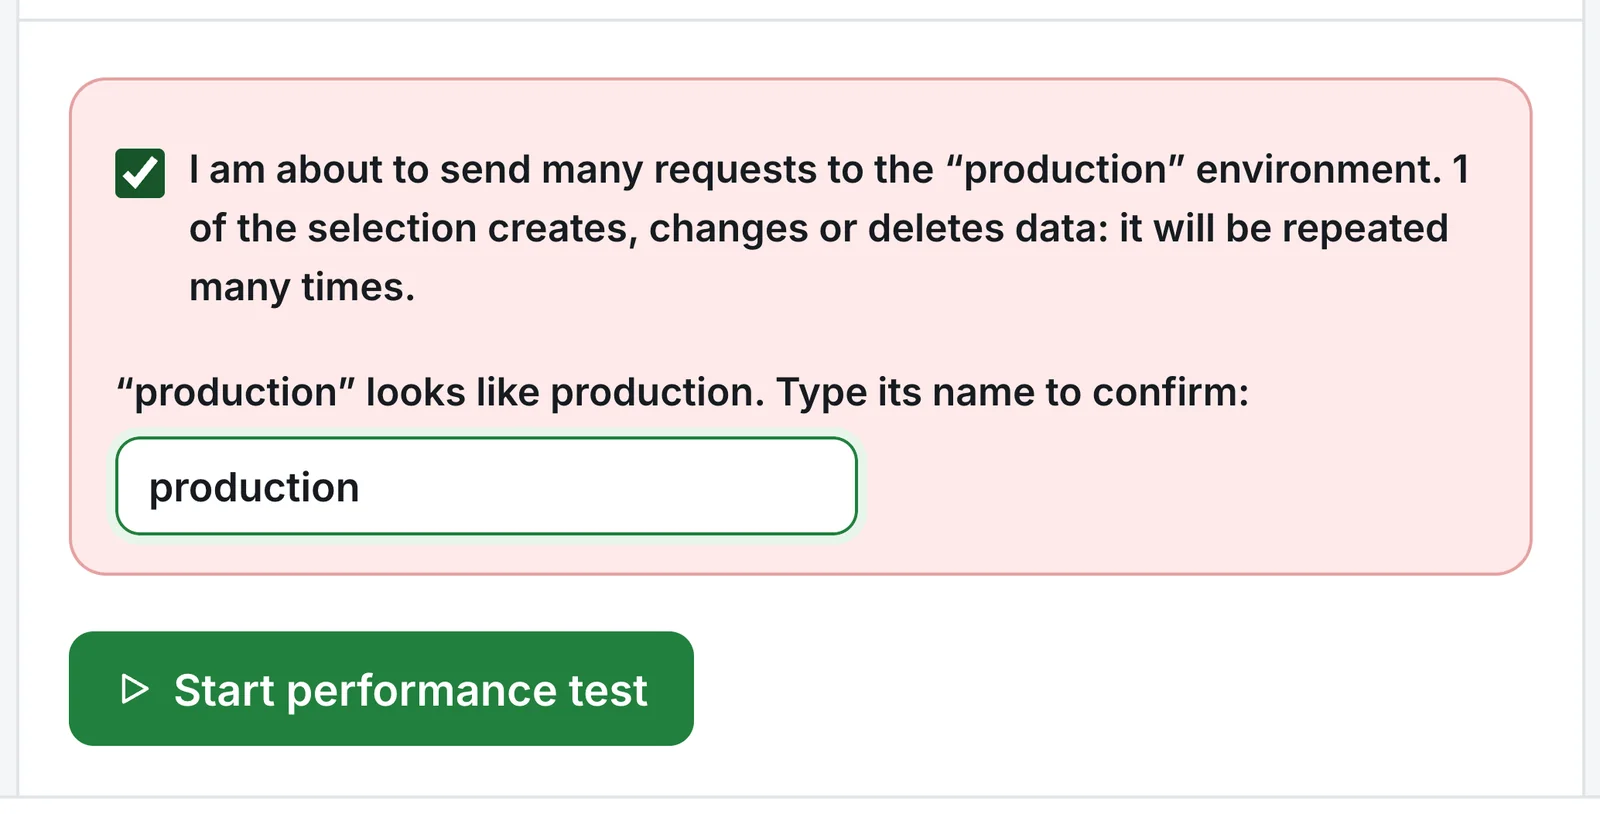 I am about to send many requests to the “production” environment. 1
of the selection creates, changes or deletes data: it will be repeated
many times.
“production” looks like production. Type its name to confirm:
production
Start performance test